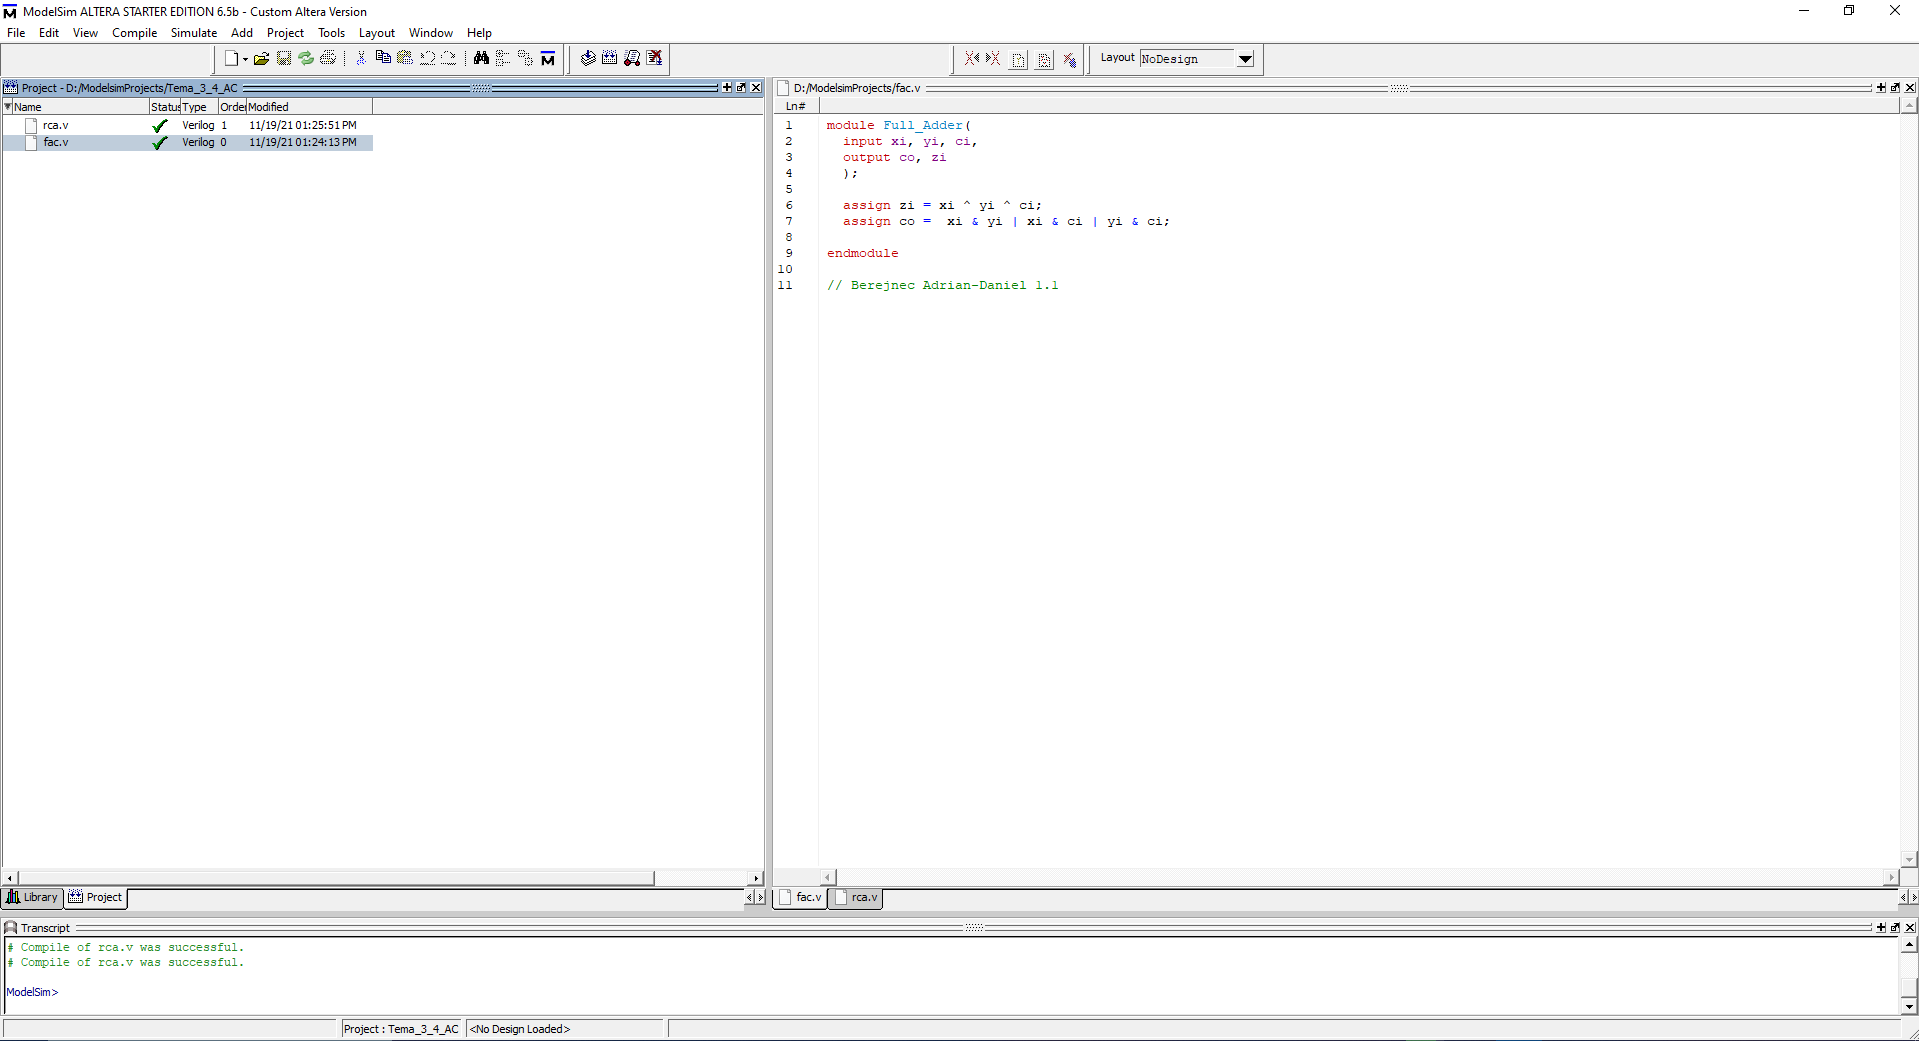 ModelSim ALTERA STARTER EDITION 6.5b - Custom Altera Version
File Edit View Compile Simulate Add Project Tools Layout Window Help
Layout NoDesign
Project - D:/ModelsimProjects/Tema_3_4_AC
Name Status Type Order Modified
rca.v Verilog 1 11/19/21 01:25:51 PM
fac.v Verilog 0 11/19/21 01:24:13 PM
Library Project
D:/ModelsimProjects/fac.v
Ln#
1 module Full_Adder(
2 input xi, yi, ci,
3 output co, zi
4 );
5
6 assign zi = xi ^ yi ^ ci;
7 assign co =  xi & yi | xi & ci | yi & ci;
8
9 endmodule
10
11 // Berejnec Adrian-Daniel 1.1
fac.v rca.v
Transcript
# Compile of rca.v was successful.
# Compile of rca.v was successful.
ModelSim>
Project : Tema_3_4_AC <No Design Loaded>